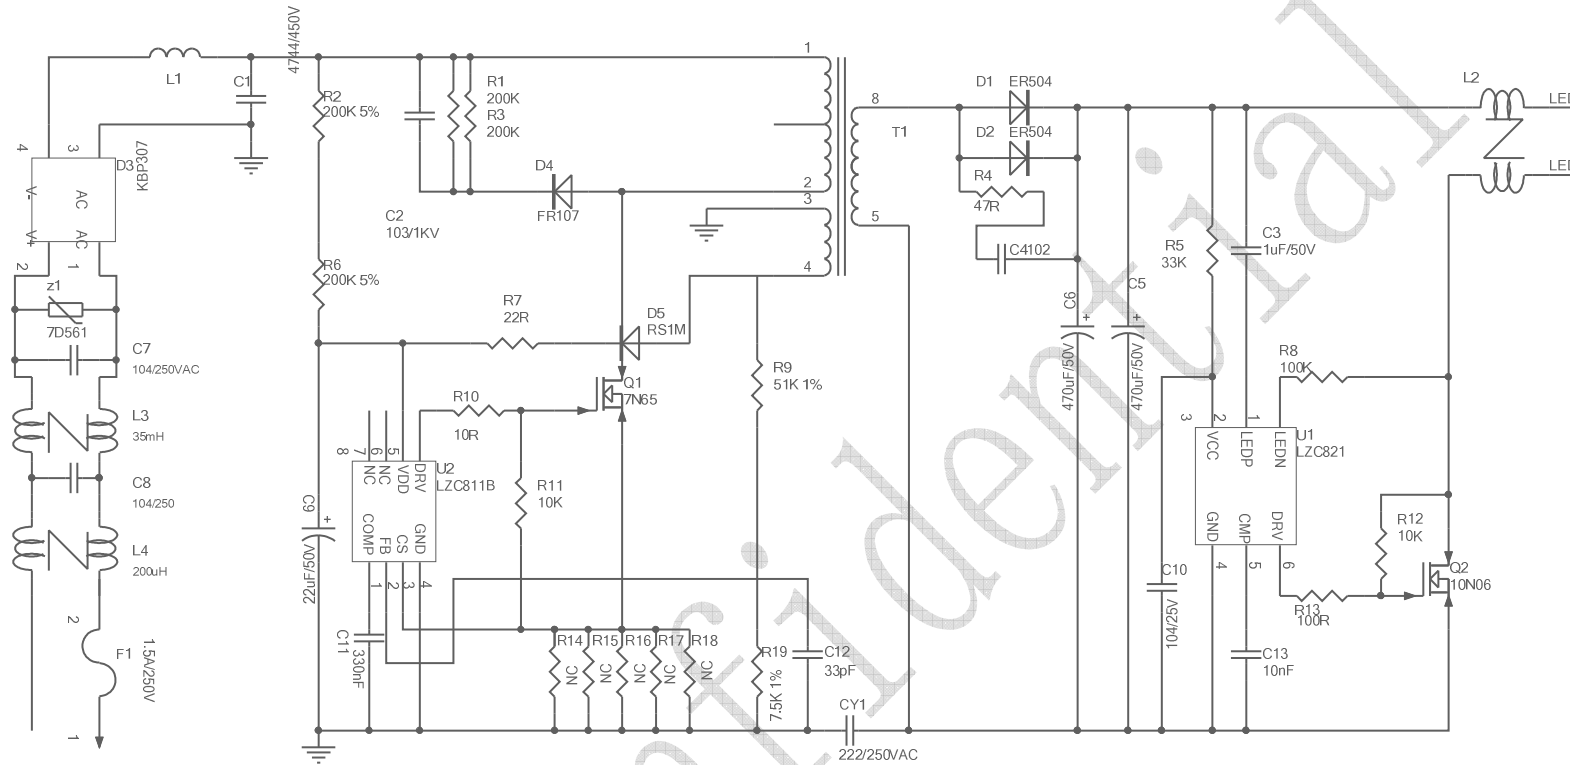 4744/450V
L1
C1
R2
200K 5%
R1
200K
R3
200K
1
2
3
4
8
5
T1
D1
ER504
D2
ER504
R4
47R
C4102
L2
LED
LED
4
3
D3
KBP307
V-
AC
V+
AC
2
1
z1
7D561
C7
104/250VAC
L3
35mH
C8
104/250
L4
200uH
2
F1
1.5A/250V
1
D4
FR107
C2
103/1KV
R6
200K 5%
R7
22R
D5
RS1M
Q1
7N65
R9
51K 1%
R10
10R
R11
10K
8
7
6
5
NC
NC
VDD
DRV
U2
LZC811B
COMP
FB
CS
GND
1
2
3
4
C9
+
22uF/50V
C11
330nF
R14
NC
R15
NC
R16
NC
R17
NC
R18
NC
R19
7.5K 1%
C12
33pF
CY1
222/250VAC
C6
+
470uF/50V
C5
+
470uF/50V
R5
33K
C3
1uF/50V
R8
100K
3
2
1
VCC
LEDP
LEDN
U1
LZC821
GND
CMP
DRV
4
5
6
C10
104/25V
C13
10nF
R13
100R
R12
10K
Q2
10N06
nfidential